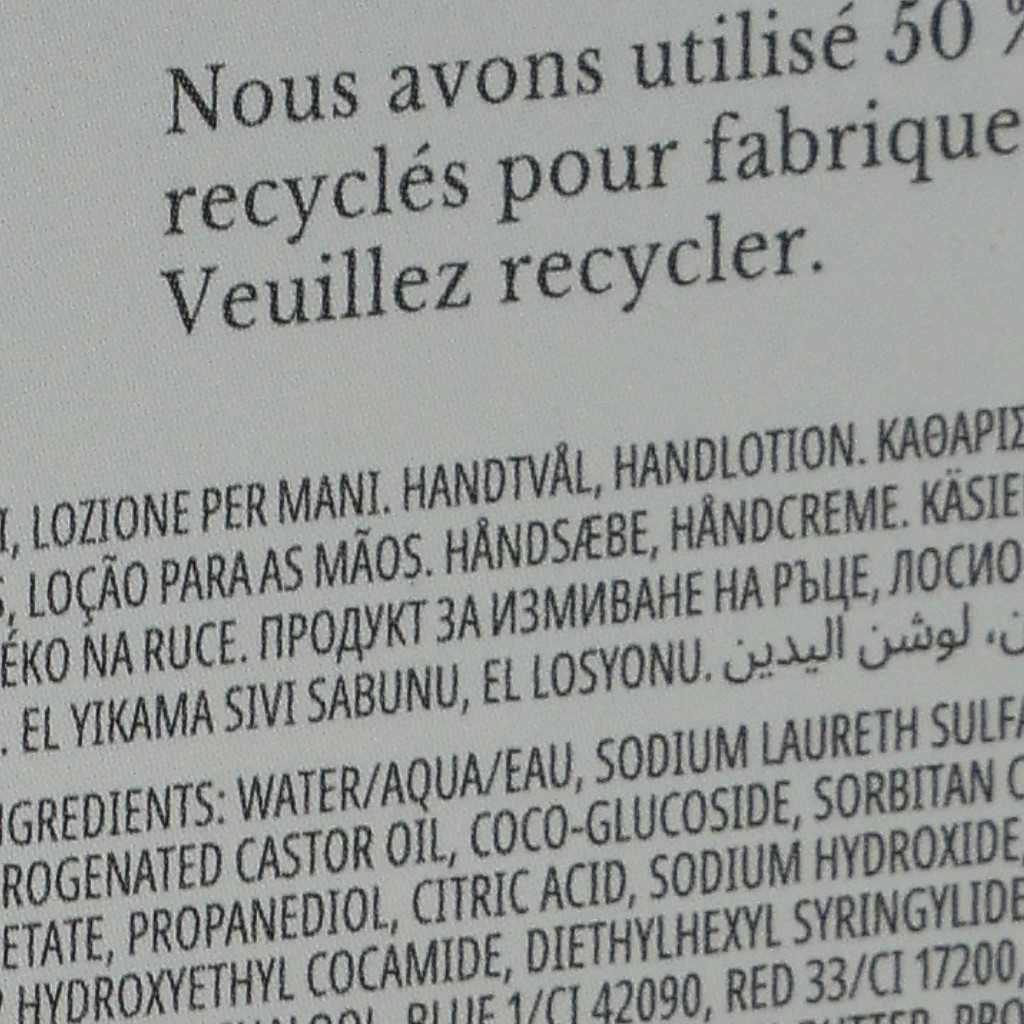 Nous avons utilisé 50 %
recyclés pour fabrique
Veuillez recycler.
I, LOZIONE PER MANI. HANDTVÅL, HANDLOTION. ΚΑΘΑΡΙΣ
S, LOÇÃO PARA AS MÃOS. HÅNDSÆBE, HÅNDCREME. KÄSIE
ÉKO NA RUCE. ПРОДУКТ ЗА ИЗМИВАНЕ НА РЪЦЕ, ЛОСИО
. EL YIKAMA SIVI SABUNU, EL LOSYONU. ن، لوشن اليدين
NGREDIENTS: WATER/AQUA/EAU, SODIUM LAURETH SULFA
ROGENATED CASTOR OIL, COCO-GLUCOSIDE, SORBITAN C
ETATE, PROPANEDIOL, CITRIC ACID, SODIUM HYDROXIDE,
HYDROXYETHYL COCAMIDE, DIETHYLHEXYL SYRINGYLIDE
BLUE 1/CI 42090, RED 33/CI 17200,